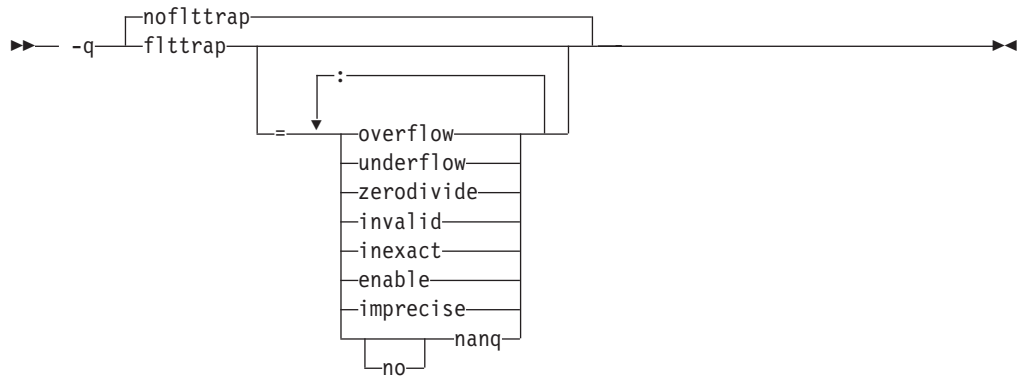 noflttrap
-q flttrap
:
= overflow
underflow
zerodivide
invalid
inexact
enable
imprecise
nanq
no